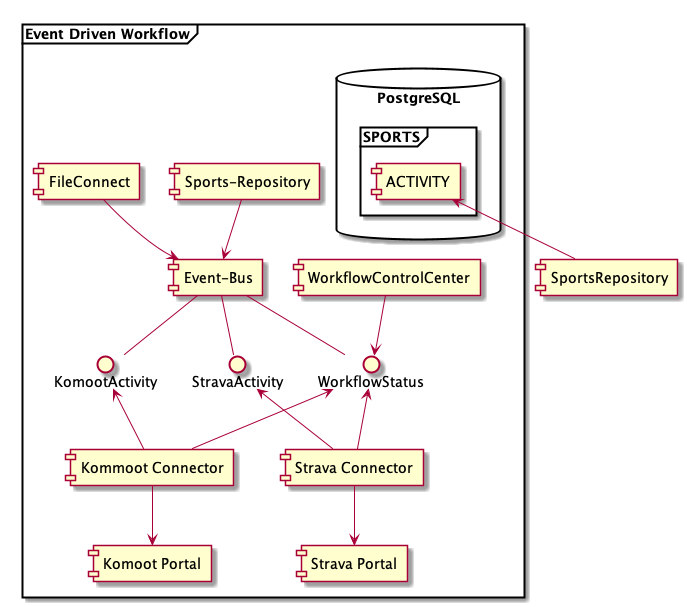 Event Driven Workflow
PostgreSQL
SPORTS
FileConnect
Sports-Repository
ACTIVITY
Event-Bus
WorkflowControlCenter
SportsRepository
KomootActivity
StravaActivity
WorkflowStatus
Kommoot Connector
Strava Connector
Komoot Portal
Strava Portal